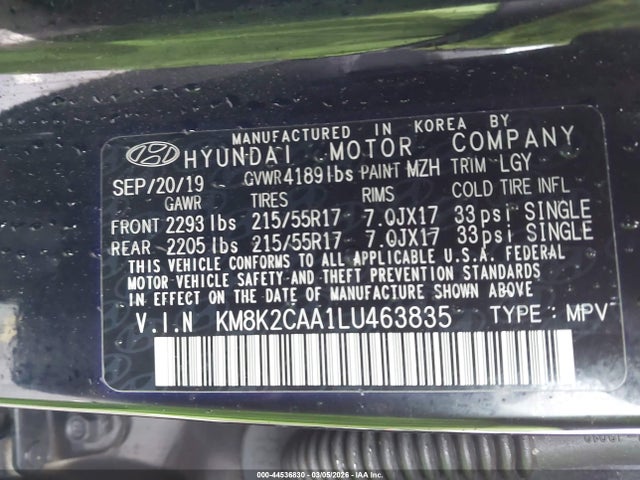 MANUFACTURED IN KOREA BY
HYUNDAI MOTOR COMPANY
SEP/20/19 GVWR 4189lbs PAINT MZH TRIM LGY
GAWR TIRES RIMS COLD TIRE INFL
FRONT 2293lbs 215/55R17 7.0JX17 33psi SINGLE
REAR 2205lbs 215/55R17 7.0JX17 33psi SINGLE
THIS VEHICLE CONFORMS TO ALL APPLICABLE U.S.A. FEDERAL
MOTOR VEHICLE SAFETY AND THEFT PREVENTION STANDARDS
IN EFFECT ON THE DATE OF MANUFACTURE SHOWN ABOVE.
V.I.N KM8K2CAA1LU463835 TYPE: MPV
000-44536830 - 03/05/2026 - IAA, Inc.